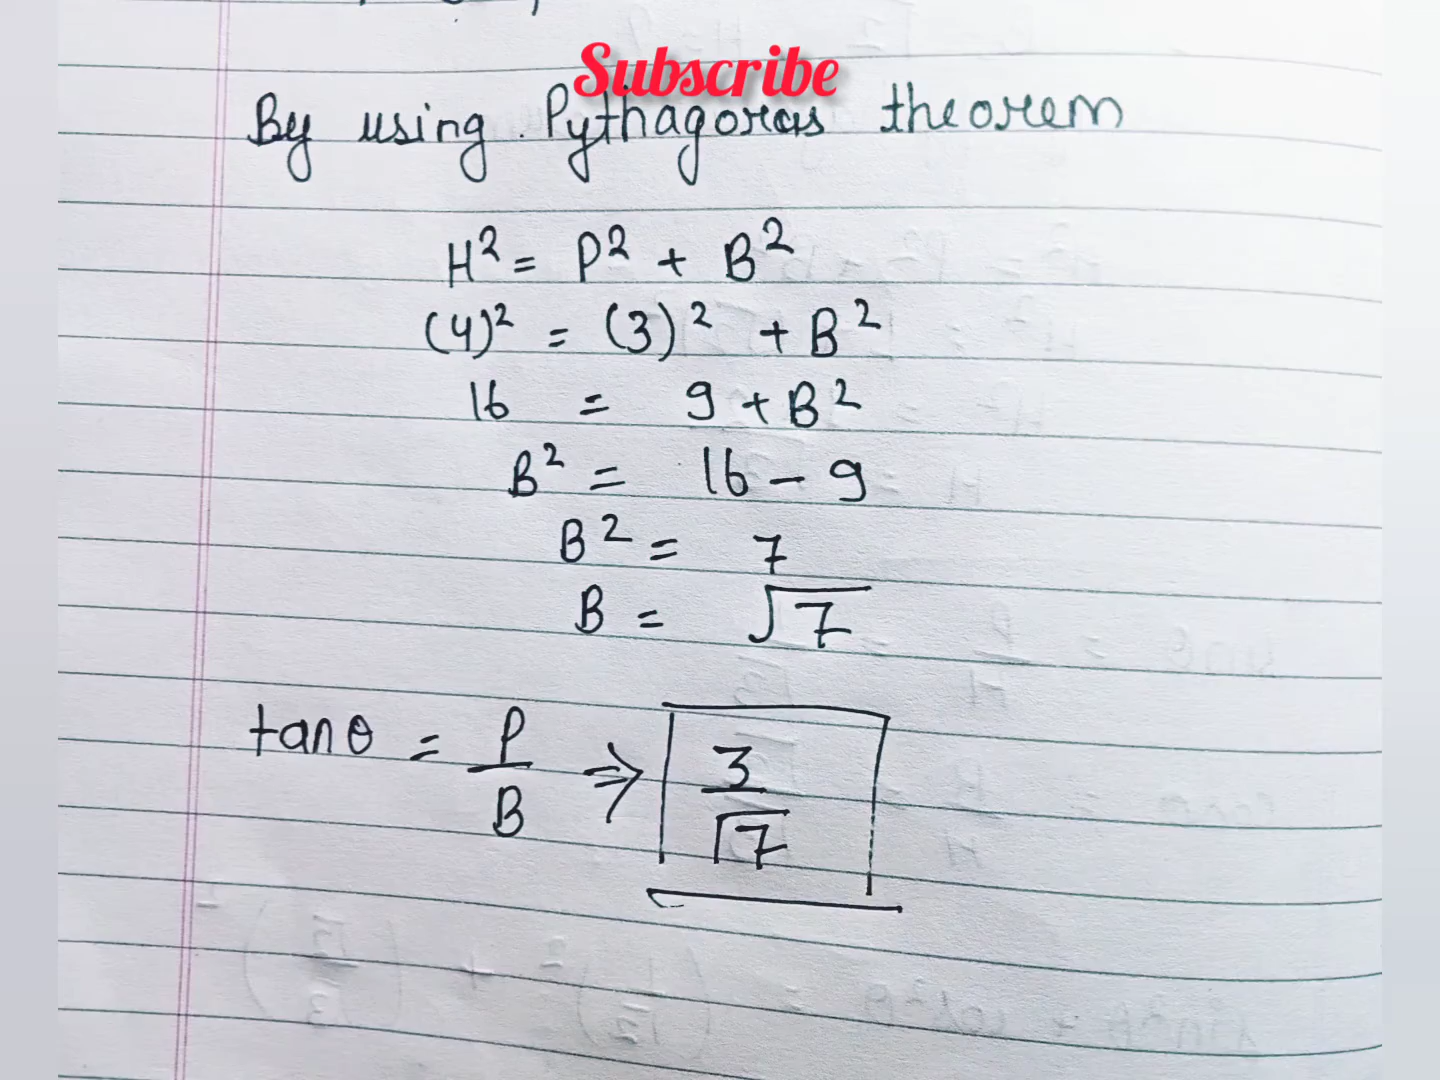 Subscribe
By using Pythagoras theorem
H² = P² + B²
(4)² = (3)² + B²
16 = 9 + B²
B² = 16 - 9
B² = 7
B = √7
tanθ = P/B ⇒ 3/√7